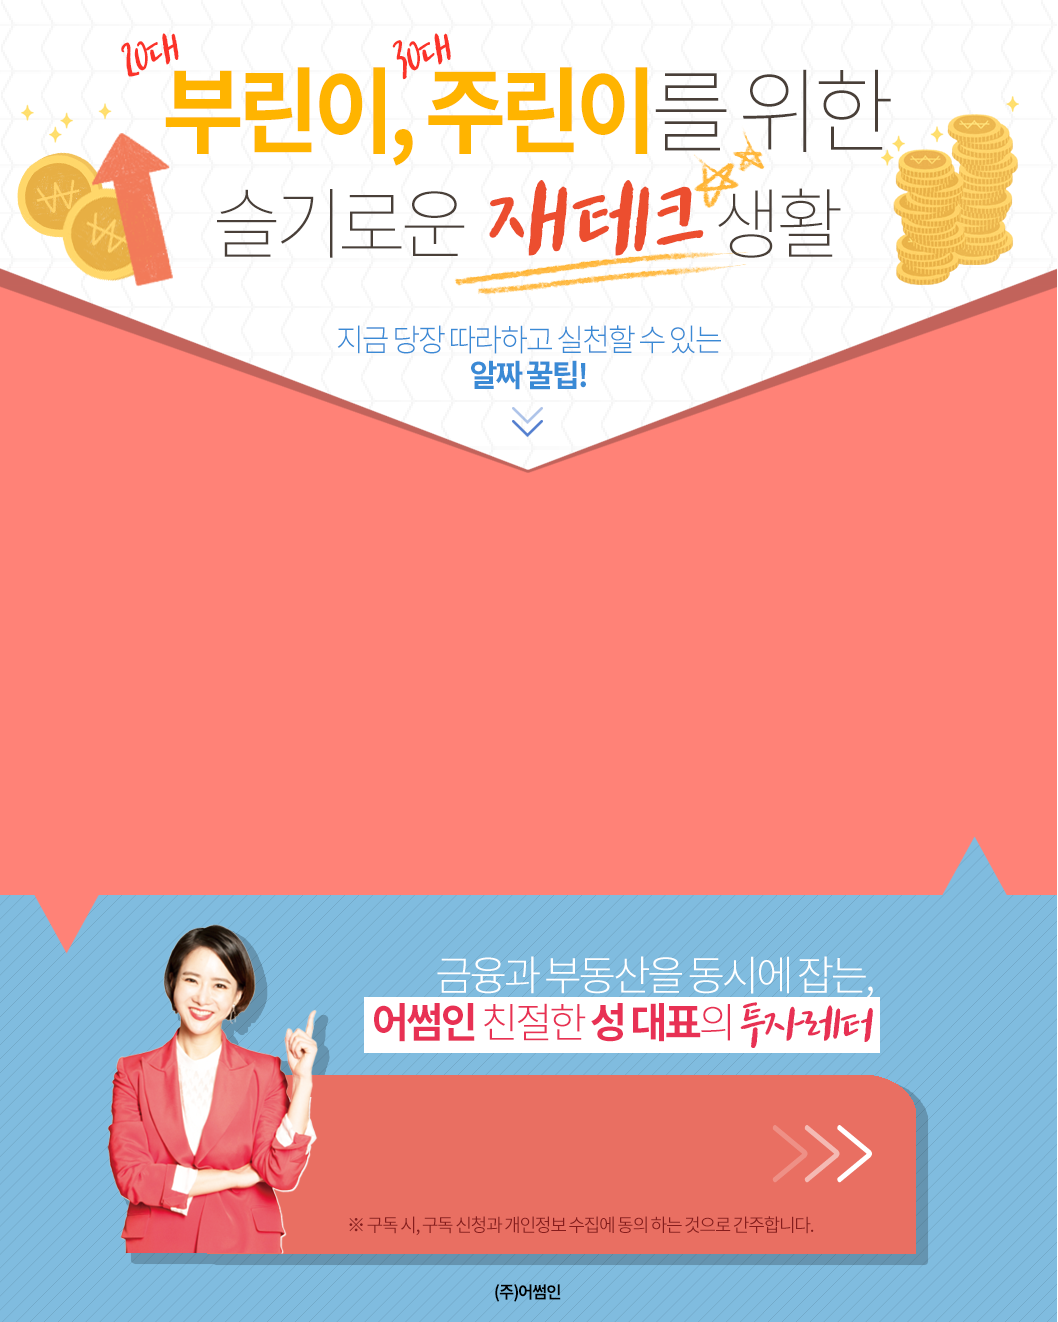 20대 30대
부린이, 주린이를 위한
슬기로운 재테크 생활
지금 당장 따라하고 실천할 수 있는
알짜 꿀팁!
금융과 부동산을 동시에 잡는,
어썸인 친절한 성 대표의 투자레터
※ 구독 시, 구독 신청과 개인정보 수집에 동의 하는 것으로 간주합니다.
(주)어썸인